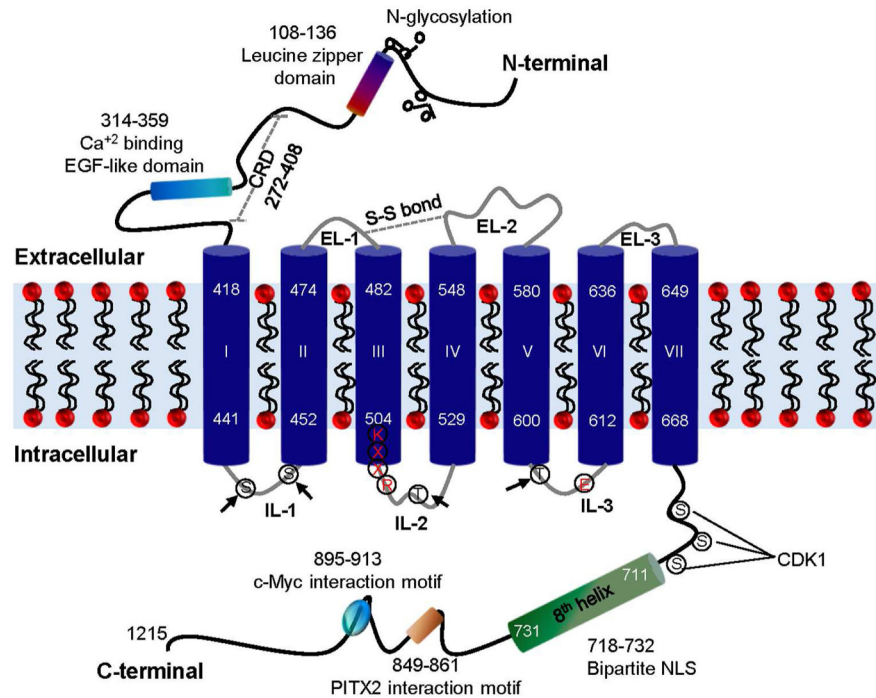 N-glycosylation
108-136
Leucine zipper
domain
N-terminal
314-359
Ca+2 binding
EGF-like domain
CRD
272-408
S-S bond
EL-1
EL-2
EL-3
Extracellular
418
474
482
548
580
636
649
I
II
III
IV
V
VI
VII
441
452
504
529
600
612
668
Intracellular
K
X
X
R
S
S
T
T
E
IL-1
IL-2
IL-3
S
S
S
CDK1
895-913
c-Myc interaction motif
711
8th helix
731
1215
C-terminal
849-861
PITX2 interaction motif
718-732
Bipartite NLS